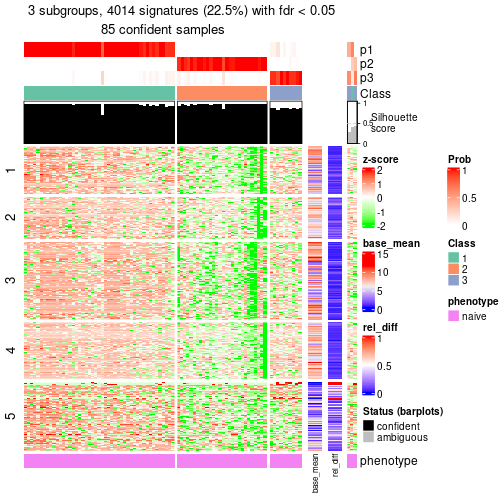 3 subgroups, 4014 signatures (22.5%) with fdr < 0.05
85 confident samples
p1
p2
p3
Class
1
0.5
0
Silhouette
score
1
2
3
4
5
z-score
2
1
0
-1
-2
Prob
1
0.5
0
base_mean
15
10
5
0
Class
1
2
3
phenotype
naive
rel_diff
1
0.5
0
Status (barplots)
confident
ambiguous
phenotype
base_mean
rel_diff